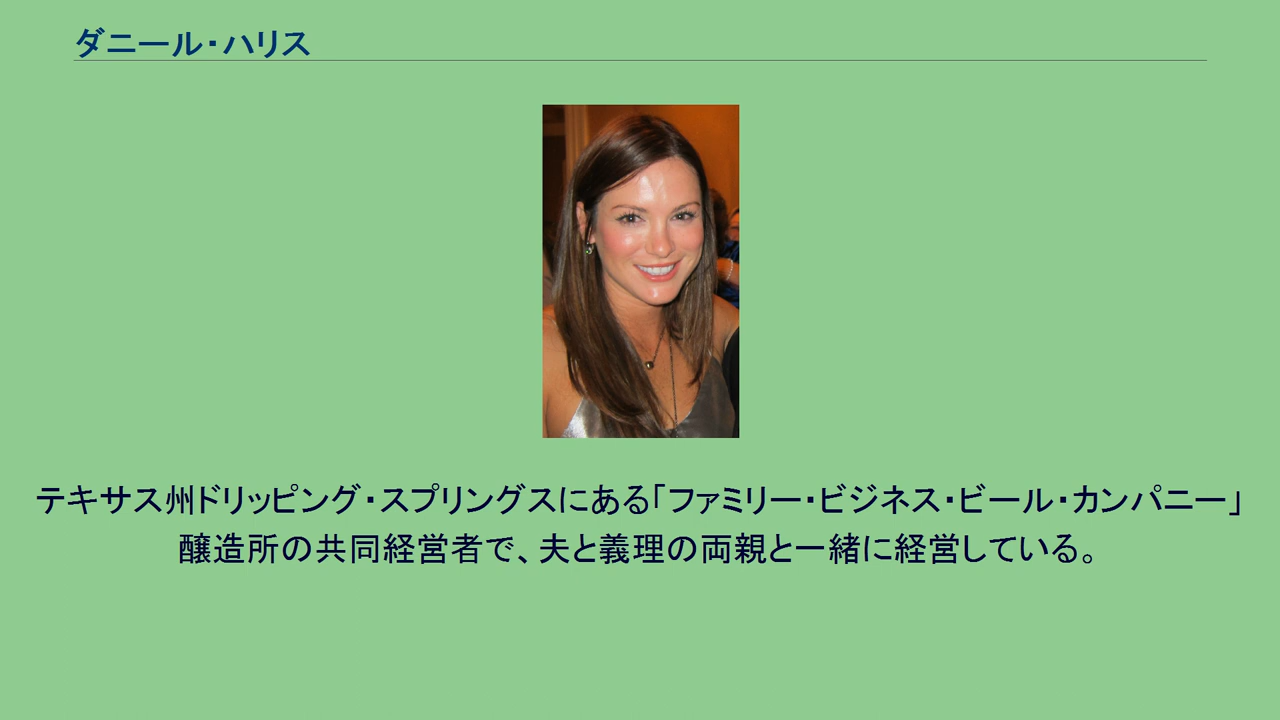 ダニール・ハリス
テキサス州ドリッピング・スプリングスにある「ファミリー・ビジネス・ビール・カンパニー」
醸造所の共同経営者で、夫と義理の両親と一緒に経営している。